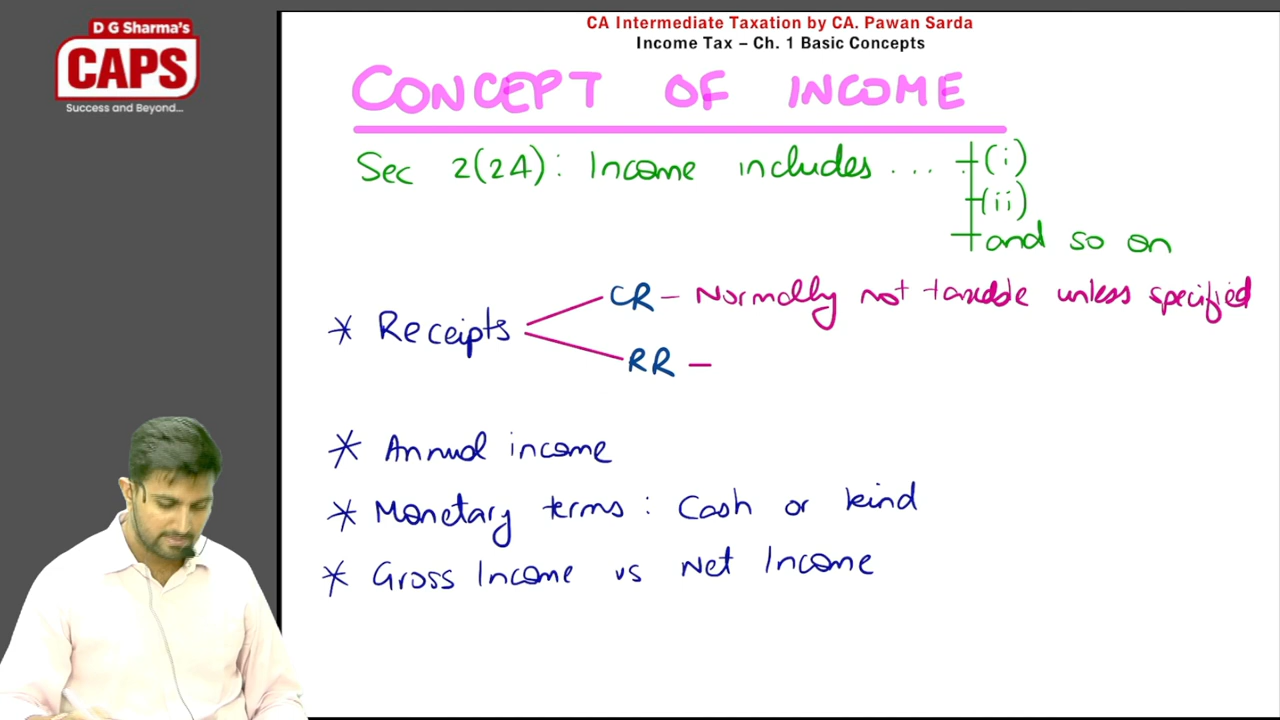 D G Sharma's
CAPS
Success and Beyond...
CA Intermediate Taxation by CA. Pawan Sarda
Income Tax – Ch. 1 Basic Concepts
CONCEPT OF INCOME
Sec 2(24): Income includes ... (i)
(ii)
and so on
* Receipts
CR – Normally not taxable unless specified
RR –
* Annual income
* Monetary terms : Cash or kind
* Gross Income vs Net Income